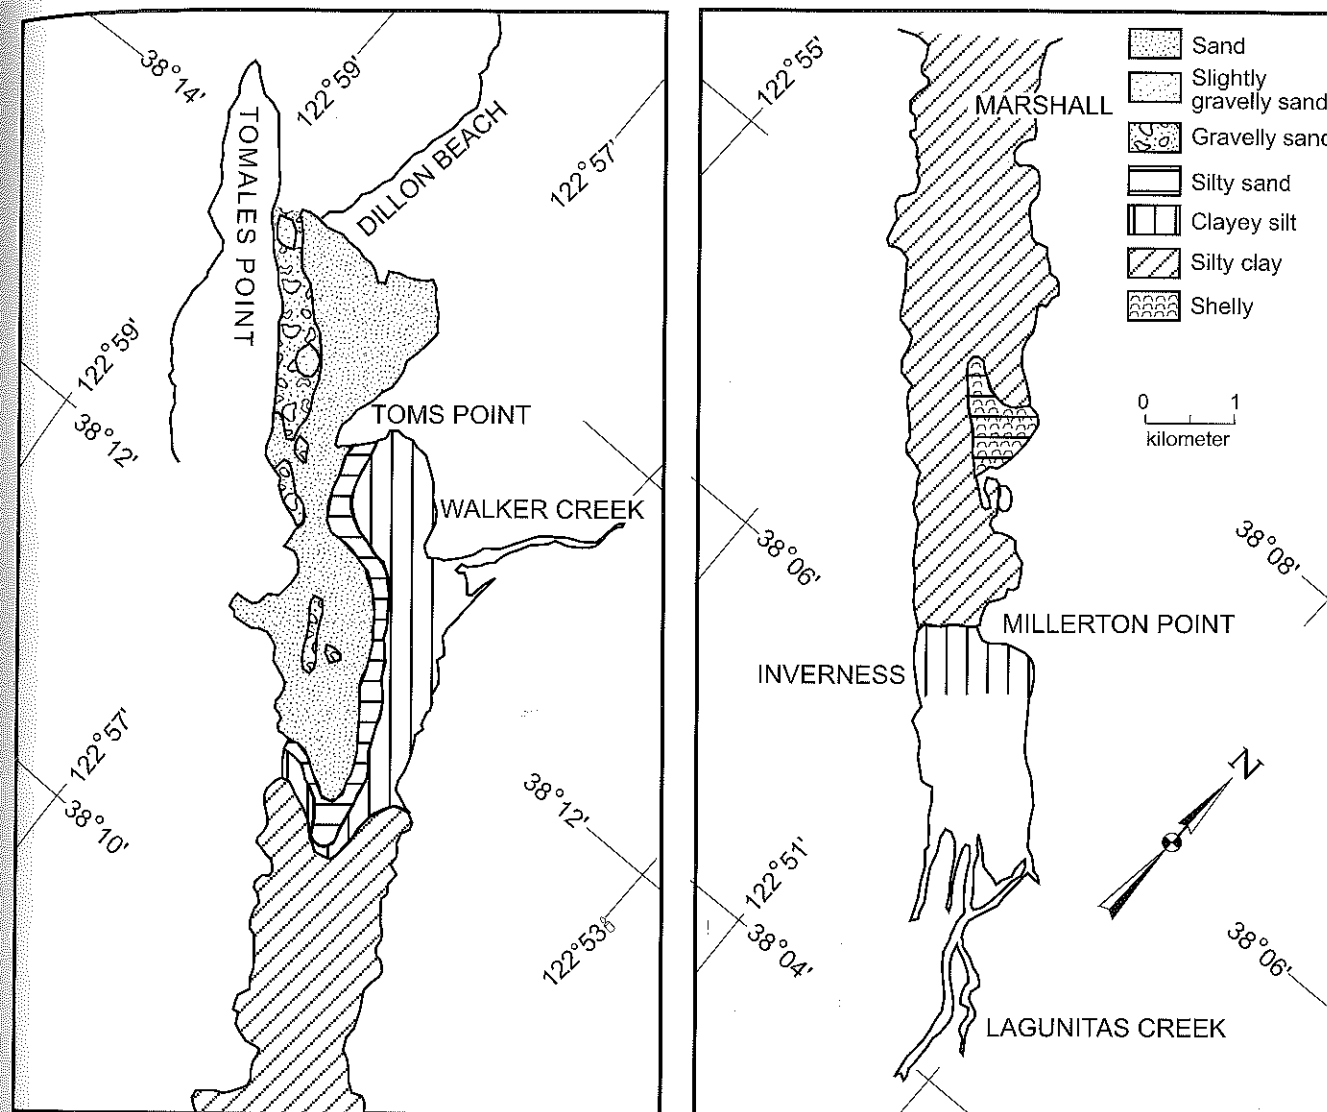 38°14'
122°59'
TOMALES POINT
DILLON BEACH
122°57'
122°59'
38°12'
TOMS POINT
WALKER CREEK
122°57'
38°10'
38°12'
122°53'
122°55'
MARSHALL
Sand
Slightly
gravelly sand
Gravelly sand
Silty sand
Clayey silt
Silty clay
Shelly
0 1
kilometer
38°06'
38°08'
MILLERTON POINT
INVERNESS
N
122°51'
38°04'
38°06'
LAGUNITAS CREEK